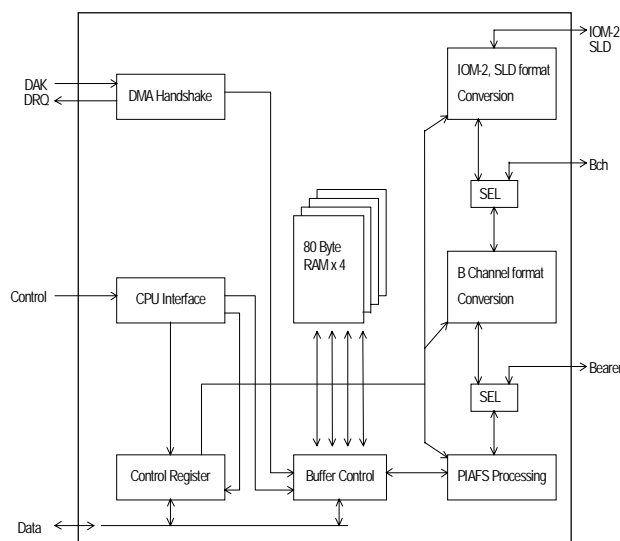 IOM-2
SLD
DAK
DRQ
DMA Handshake
IOM-2, SLD format
Conversion
Bch
SEL
80 Byte
RAM x 4
Control
CPU Interface
B Channel format
Conversion
Bearer
SEL
Control Register
Buffer Control
PIAFS Processing
Data